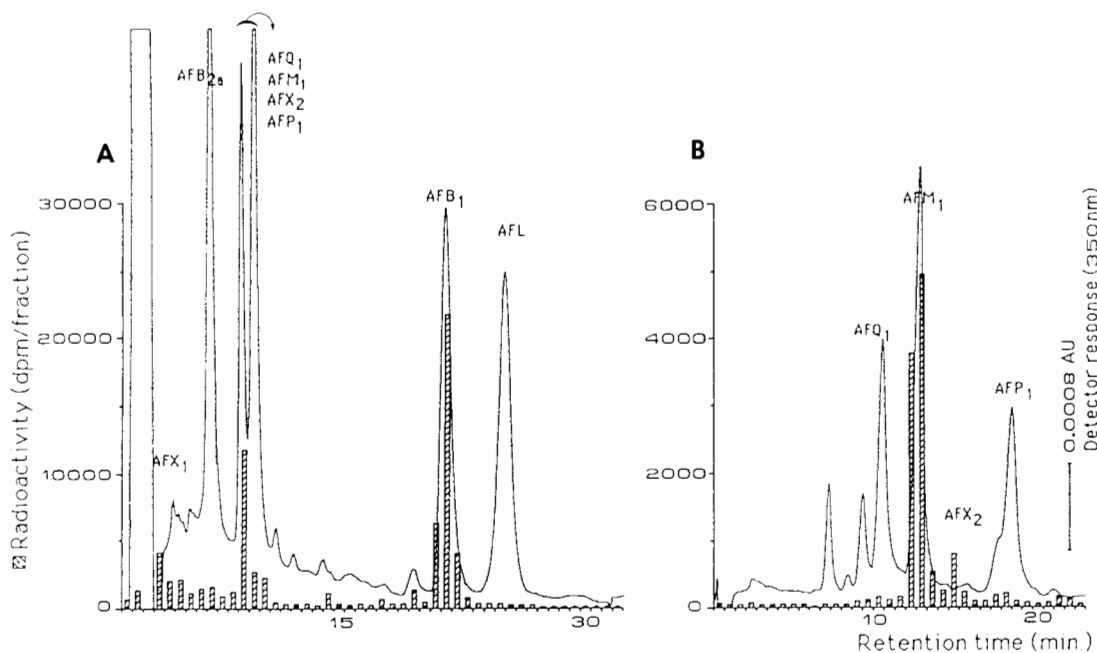 AFB2a
AFQ1
AFM1
AFX2
AFP1
A
B
AFB1
AFM1
30000
6000
AFL
Radioactivity (dpm/fraction)
20000
4000
AFQ1
AFP1
0.0008 AU
Detector response (350nm)
AFX1
10000
2000
AFX2
0
0
15
30
10
20
Retention time (min.)